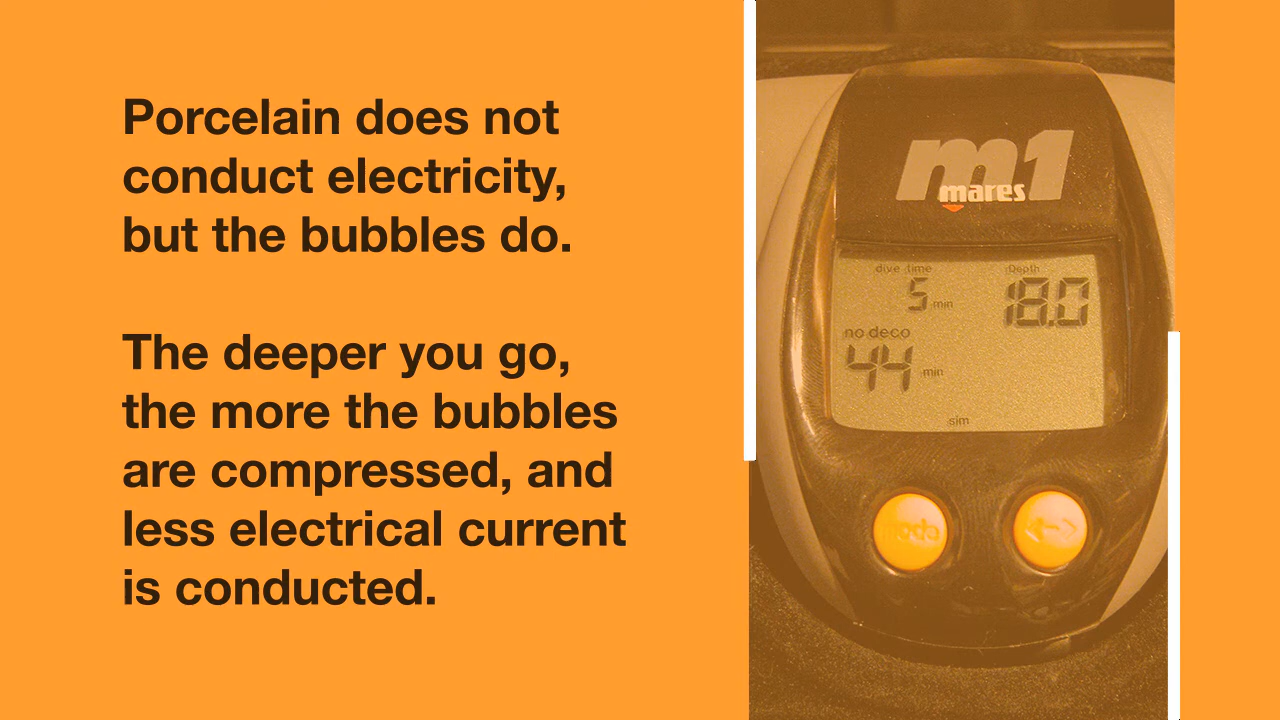 Porcelain does not
conduct electricity,
but the bubbles do.
The deeper you go,
the more the bubbles
are compressed, and
less electrical current
is conducted.
m1
mares
dive time
Depth
5 min
18.0
no deco
44 min
sim
mode
<-->